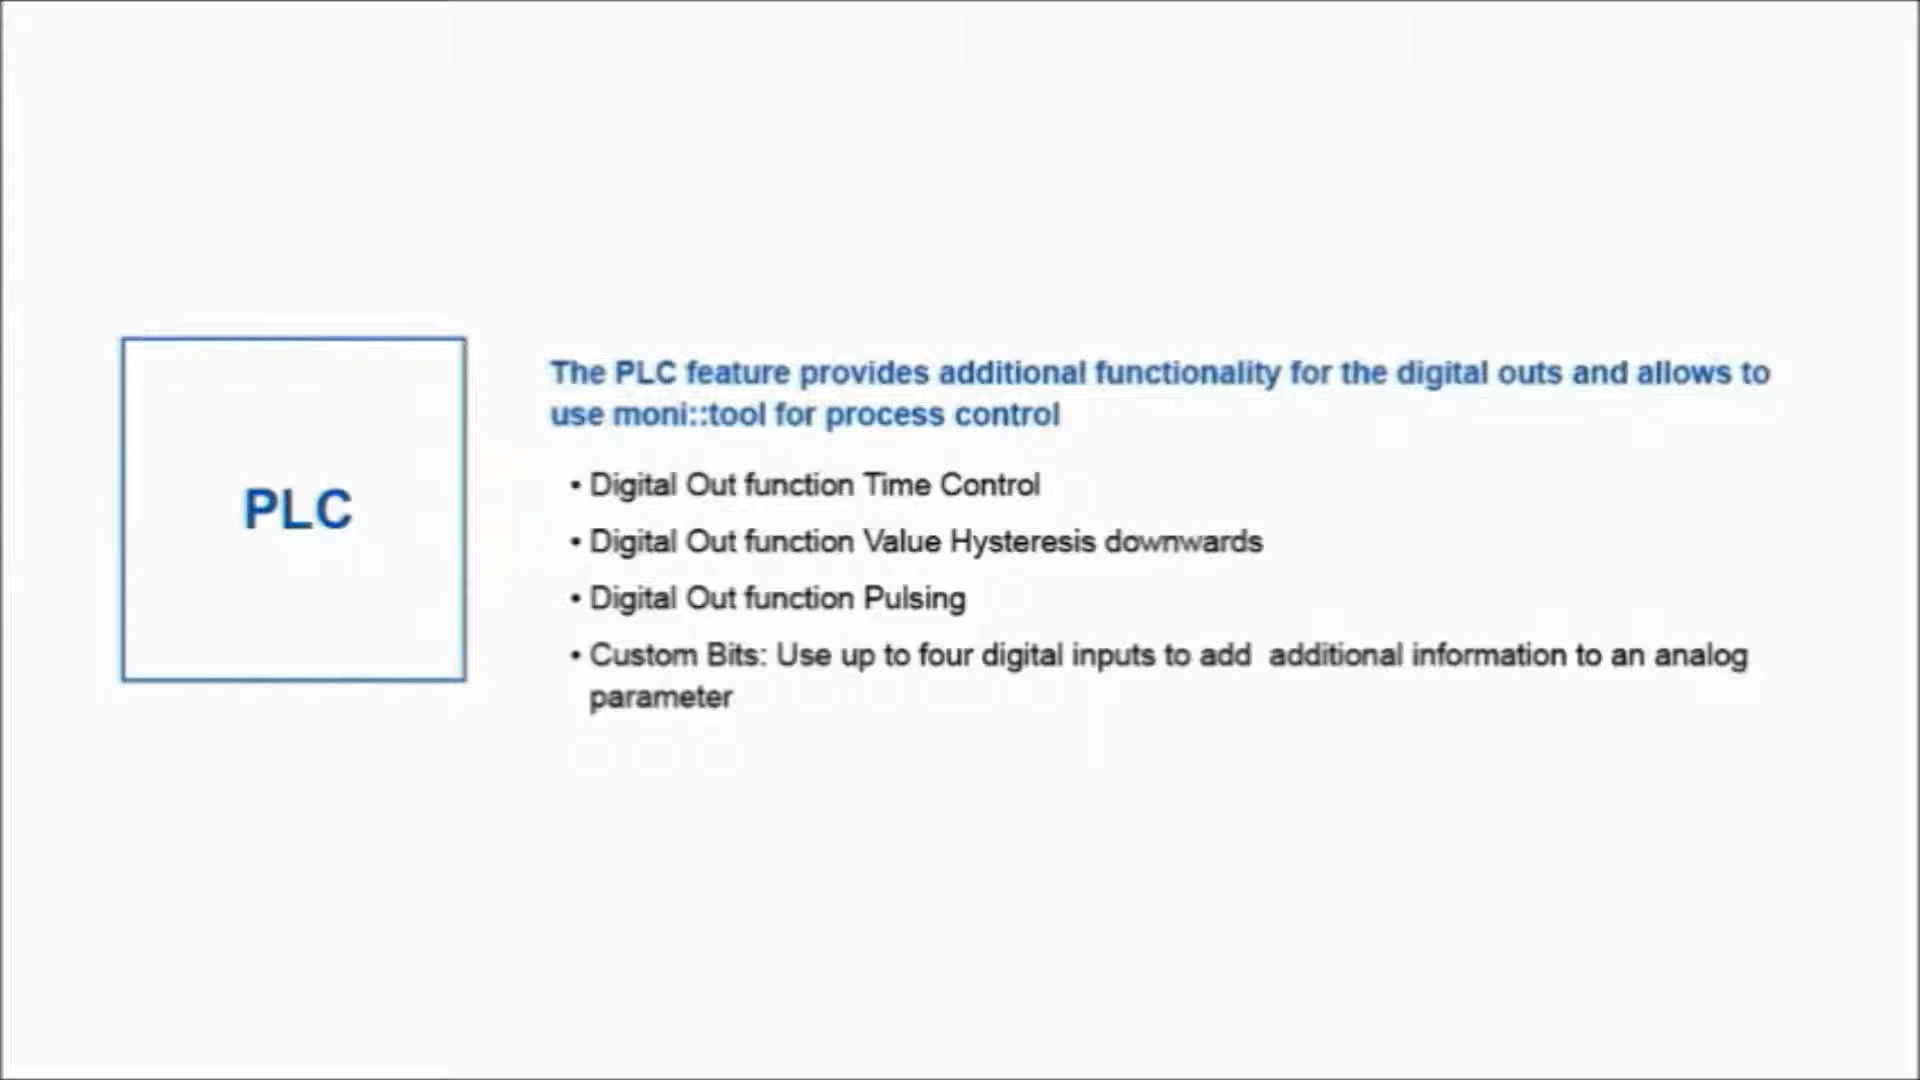 PLC
The PLC feature provides additional functionality for the digital outs and allows to
use moni::tool for process control
• Digital Out function Time Control
• Digital Out function Value Hysteresis downwards
• Digital Out function Pulsing
• Custom Bits: Use up to four digital inputs to add  additional information to an analog
parameter